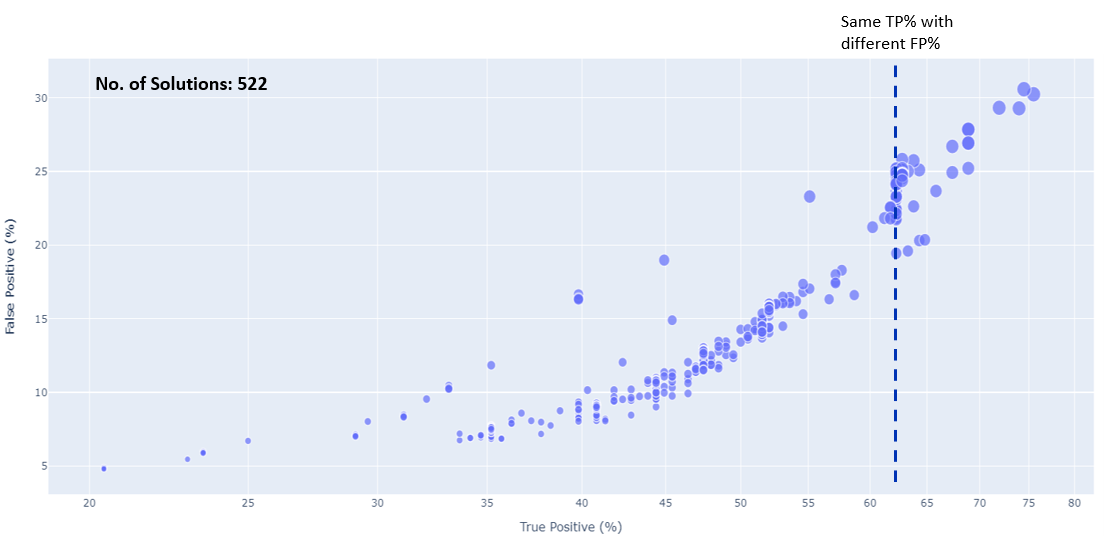 Same TP% with
different FP%
No. of Solutions: 522
30
25
20
15
10
5
False Positive (%)
20 25 30 35 40 45 50 55 60 65 70 75 80
True Positive (%)